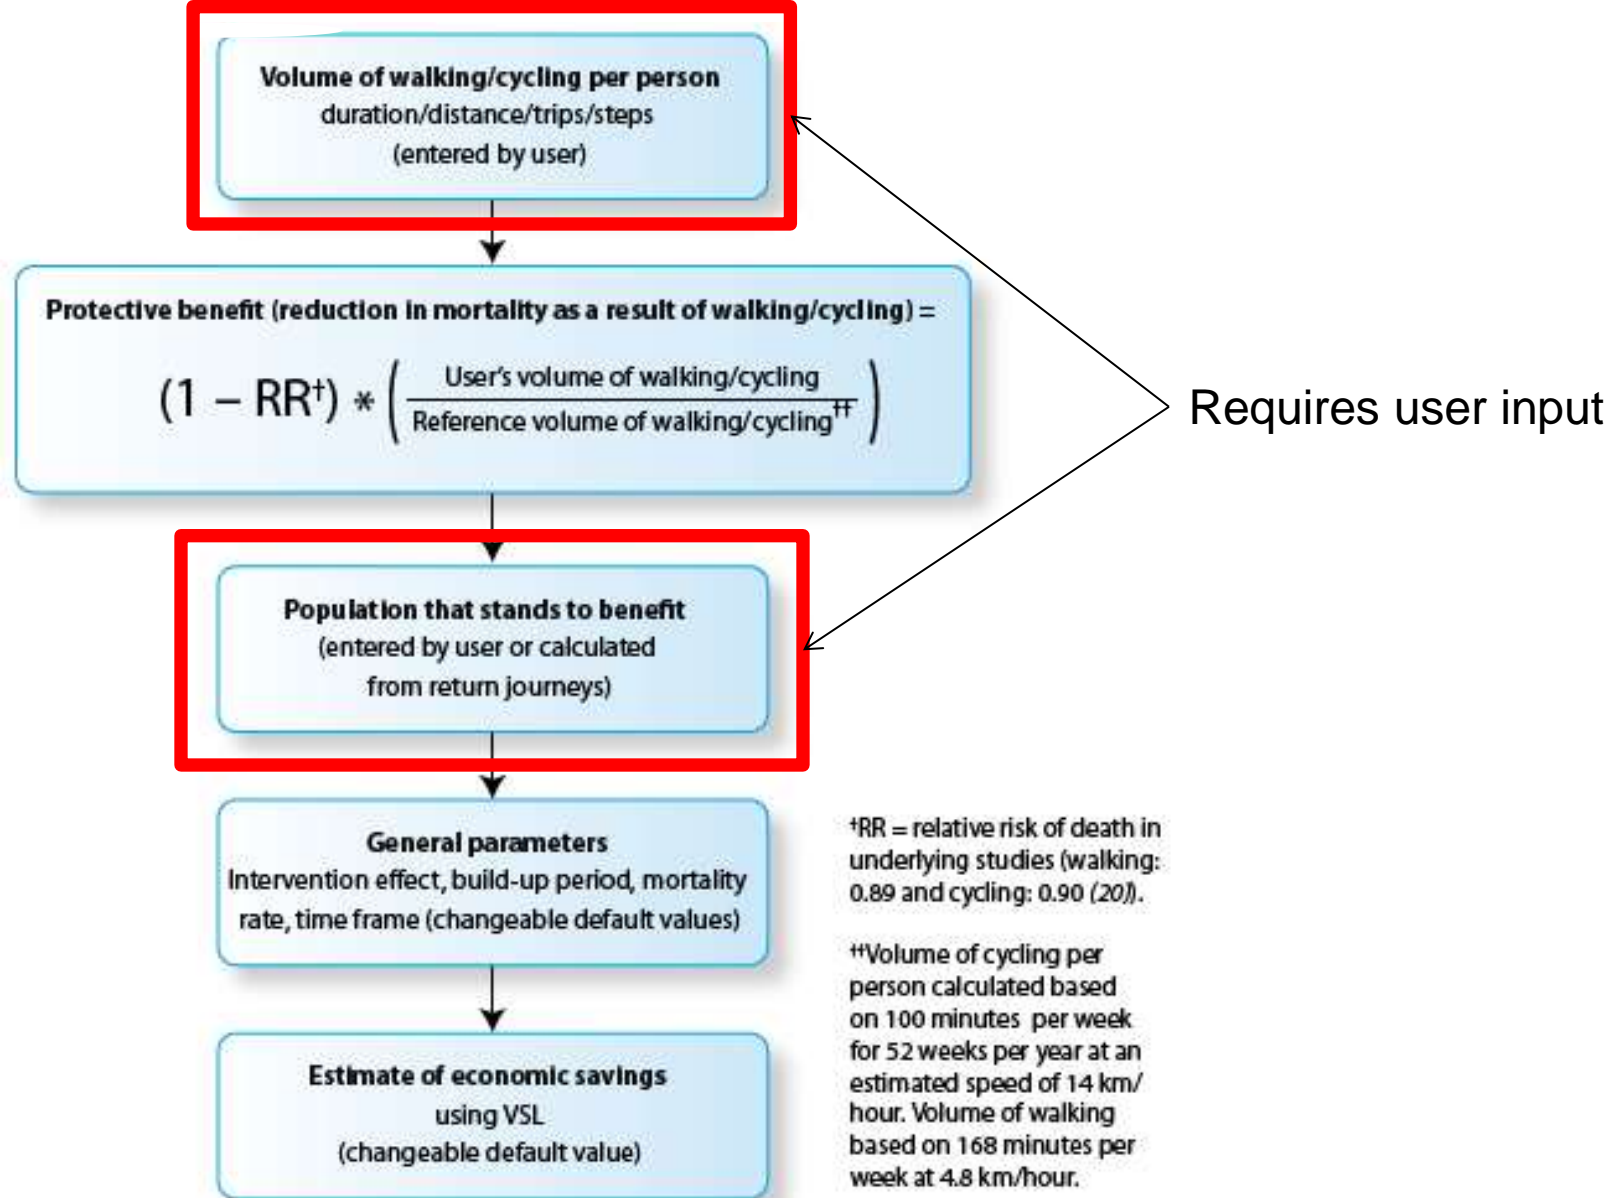 Volume of walking/cycling per person
duration/distance/trips/steps
(entered by user)
Protective benefit (reduction in mortality as a result of walking/cycling) =
(1 – RR†) * ( User's volume of walking/cycling
Reference volume of walking/cycling†† )
Requires user input
Population that stands to benefit
(entered by user or calculated
from return journeys)
General parameters
Intervention effect, build-up period, mortality
rate, time frame (changeable default values)
Estimate of economic savings
using VSL
(changeable default value)
†RR = relative risk of death in
underlying studies (walking:
0.89 and cycling: 0.90 (20)).
††Volume of cycling per
person calculated based
on 100 minutes per week
for 52 weeks per year at an
estimated speed of 14 km/
hour. Volume of walking
based on 168 minutes per
week at 4.8 km/hour.